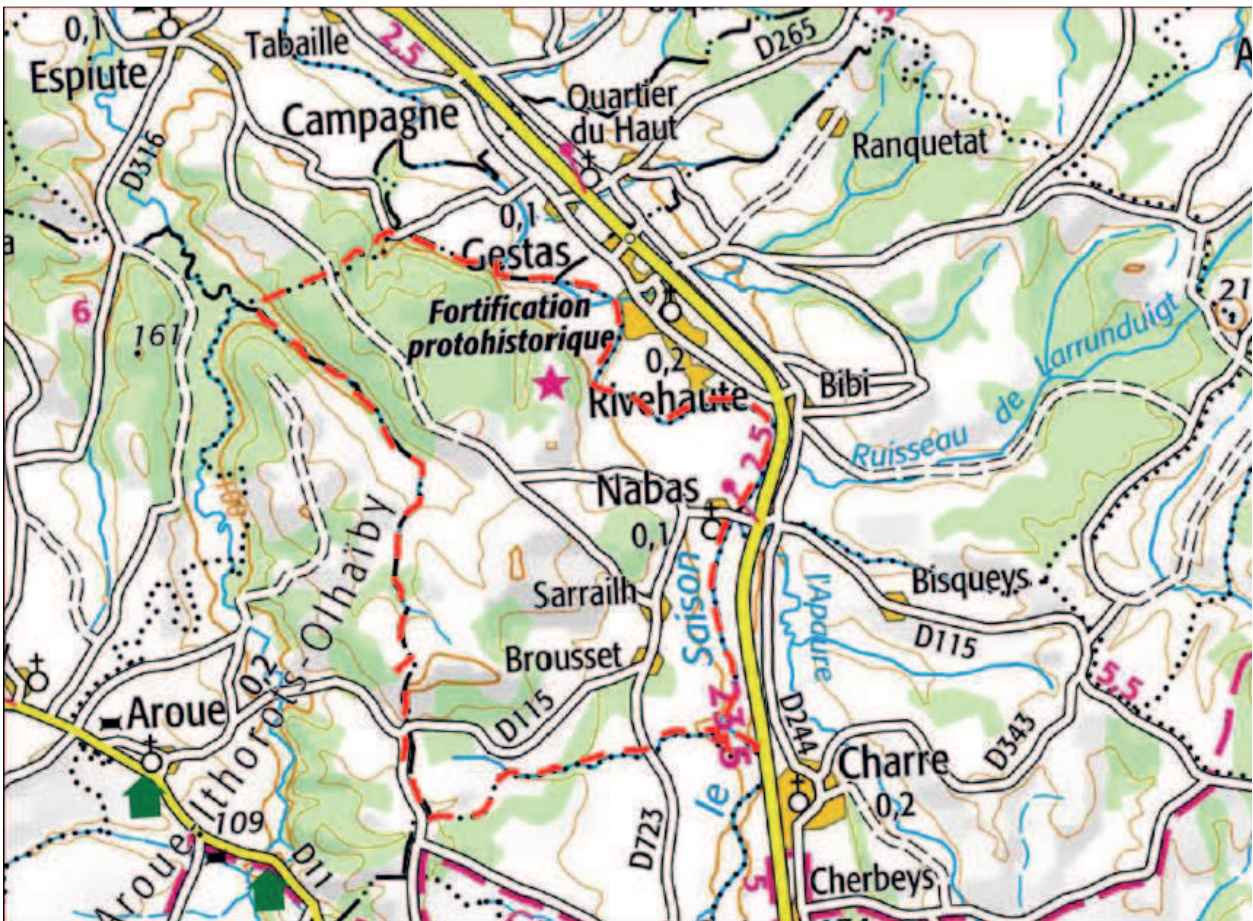 0,1
Tabaille
2,5
D265
Espiute
Campagne
Quartier
du Haut
Ranquetat
D316
0,1
Gestas
6
161
Fortification
protohistorique
21
Larrunduigt
de
Ruisseau
0,2
Rivehaute
Bibi
2,5
Nabas
0,1
100
Saison
le
l'Apaure
Bisqueys
D115
Sarrailh
Brousset
D115
5,5
0,2
Aroue
Aroue-Ithorots-Olhaïby
D244
D343
Charre
0,2
109
D11
D723
5
Cherbeys